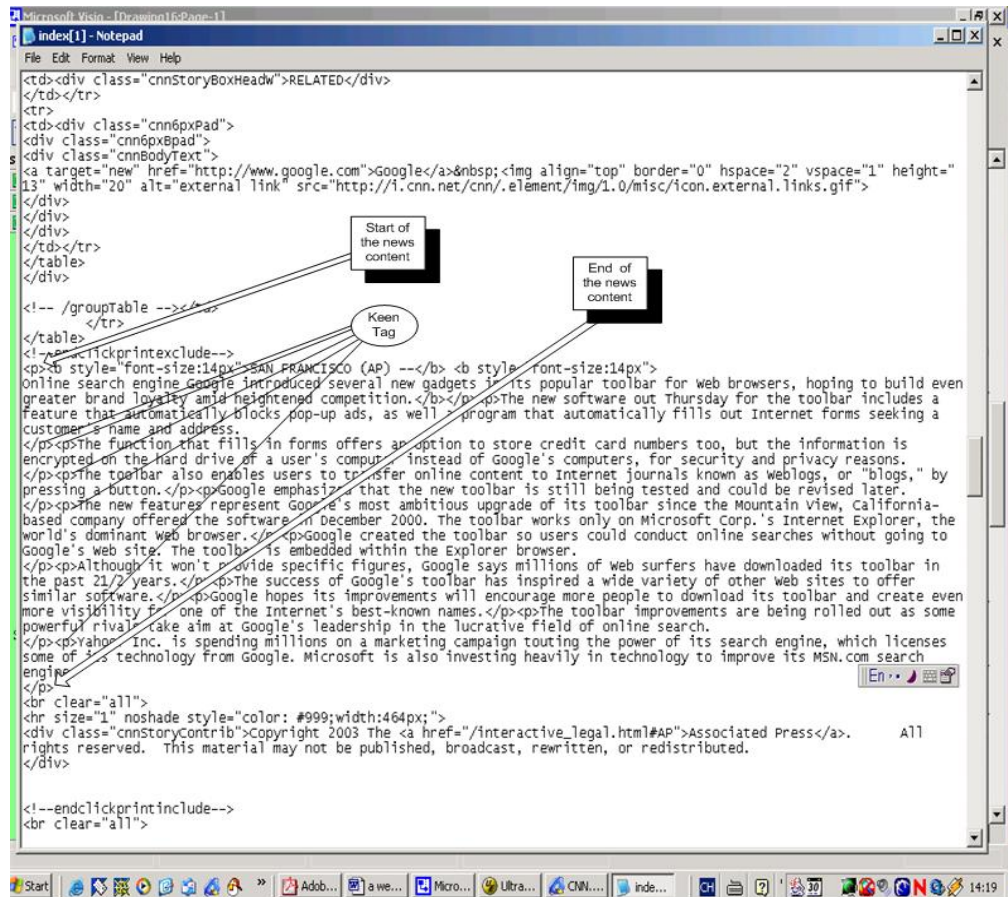 Microsoft Visio - [Drawing16:Page-1]
index[1] - Notepad
File Edit Format View Help
<td><div class="cnnStoryBoxHeadW">RELATED</div>
</td></tr>
<tr>
<td><div class="cnn6pxPad">
<div class="cnn6pxBpad">
<div class="cnnBodyText">
<a target="new" href="http://www.google.com">Google</a>&nbsp;<img align="top" border="0" hspace="2" vspace="1" height="
13" width="20" alt="external link" src="http://i.cnn.net/cnn/.element/img/1.0/misc/icon.external.links.gif">
</div>
</div>
</div>
</td></tr>
</table>
</div>
Start of
the news
content
End of
the news
content
<!-- /groupTable --></td>
</tr>
Keen
Tag
</table>
<!--endclickprintexclude-->
<p><b style="font-size:14px">SAN FRANCISCO (AP) --</b> <b style="font-size:14px">
Online search engine Google introduced several new gadgets in its popular toolbar for Web browsers, hoping to build even
greater brand loyalty amid heightened competition.</b></p><p>The new software out Thursday for the toolbar includes a
feature that automatically blocks pop-up ads, as well a program that automatically fills out Internet forms seeking a
customer's name and address.
</p><p>The function that fills in forms offers an option to store credit card numbers too, but the information is
encrypted on the hard drive of a user's computer instead of Google's computers, for security and privacy reasons.
</p><p>The toolbar also enables users to transfer online content to Internet journals known as Weblogs, or "blogs," by
pressing a button.</p><p>Google emphasizes that the new toolbar is still being tested and could be revised later.
</p><p>The new features represent Google's most ambitious upgrade of its toolbar since the Mountain View, California-
based company offered the software in December 2000. The toolbar works only on Microsoft Corp.'s Internet Explorer, the
world's dominant Web browser.</p><p>Google created the toolbar so users could conduct online searches without going to
Google's Web site. The toolbar is embedded within the Explorer browser.
</p><p>Although it won't provide specific figures, Google says millions of Web surfers have downloaded its toolbar in
the past 21/2 years.</p><p>The success of Google's toolbar has inspired a wide variety of other Web sites to offer
similar software.</p><p>Google hopes its improvements will encourage more people to download its toolbar and create even
more visibility for one of the Internet's best-known names.</p><p>The toolbar improvements are being rolled out as some
powerful rivals take aim at Google's leadership in the lucrative field of online search.
</p><p>Yahoo Inc. is spending millions on a marketing campaign touting the power of its search engine, which licenses
some of its technology from Google. Microsoft is also investing heavily in technology to improve its MSN.com search
engine.
</p>
En
<br clear="all">
<hr size="1" noshade style="color: #999;width:464px;">
<div class="cnnStoryContrib">Copyright 2003 The <a href="/interactive_legal.html#AP">Associated Press</a>. All
rights reserved. This material may not be published, broadcast, rewritten, or redistributed.
</div>
<!--endclickprintinclude-->
<br clear="all">
Start » Adob... a we... Micro... Ultra... CNN.... inde... CH 14:19